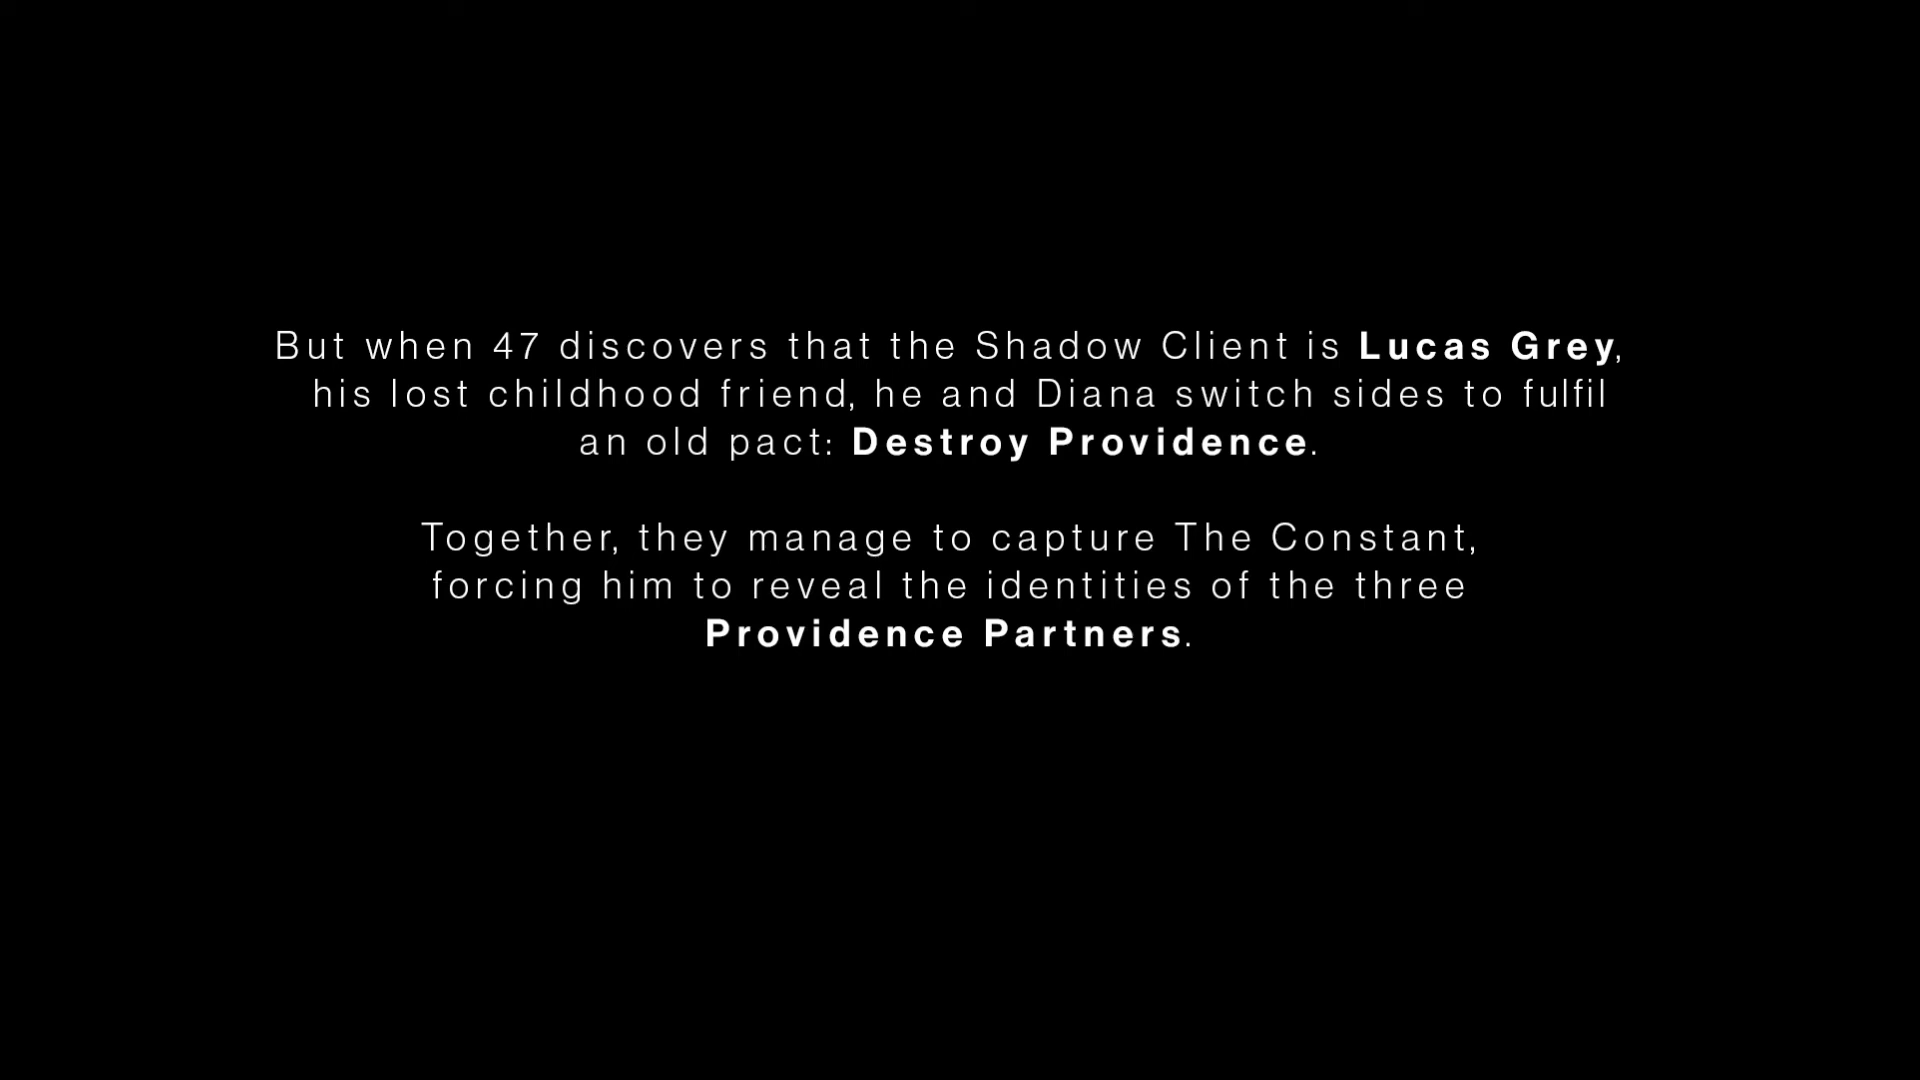 But when 47 discovers that the Shadow Client is Lucas Grey,
his lost childhood friend, he and Diana switch sides to fulfil
an old pact: Destroy Providence.
Together, they manage to capture The Constant,
forcing him to reveal the identities of the three
Providence Partners.